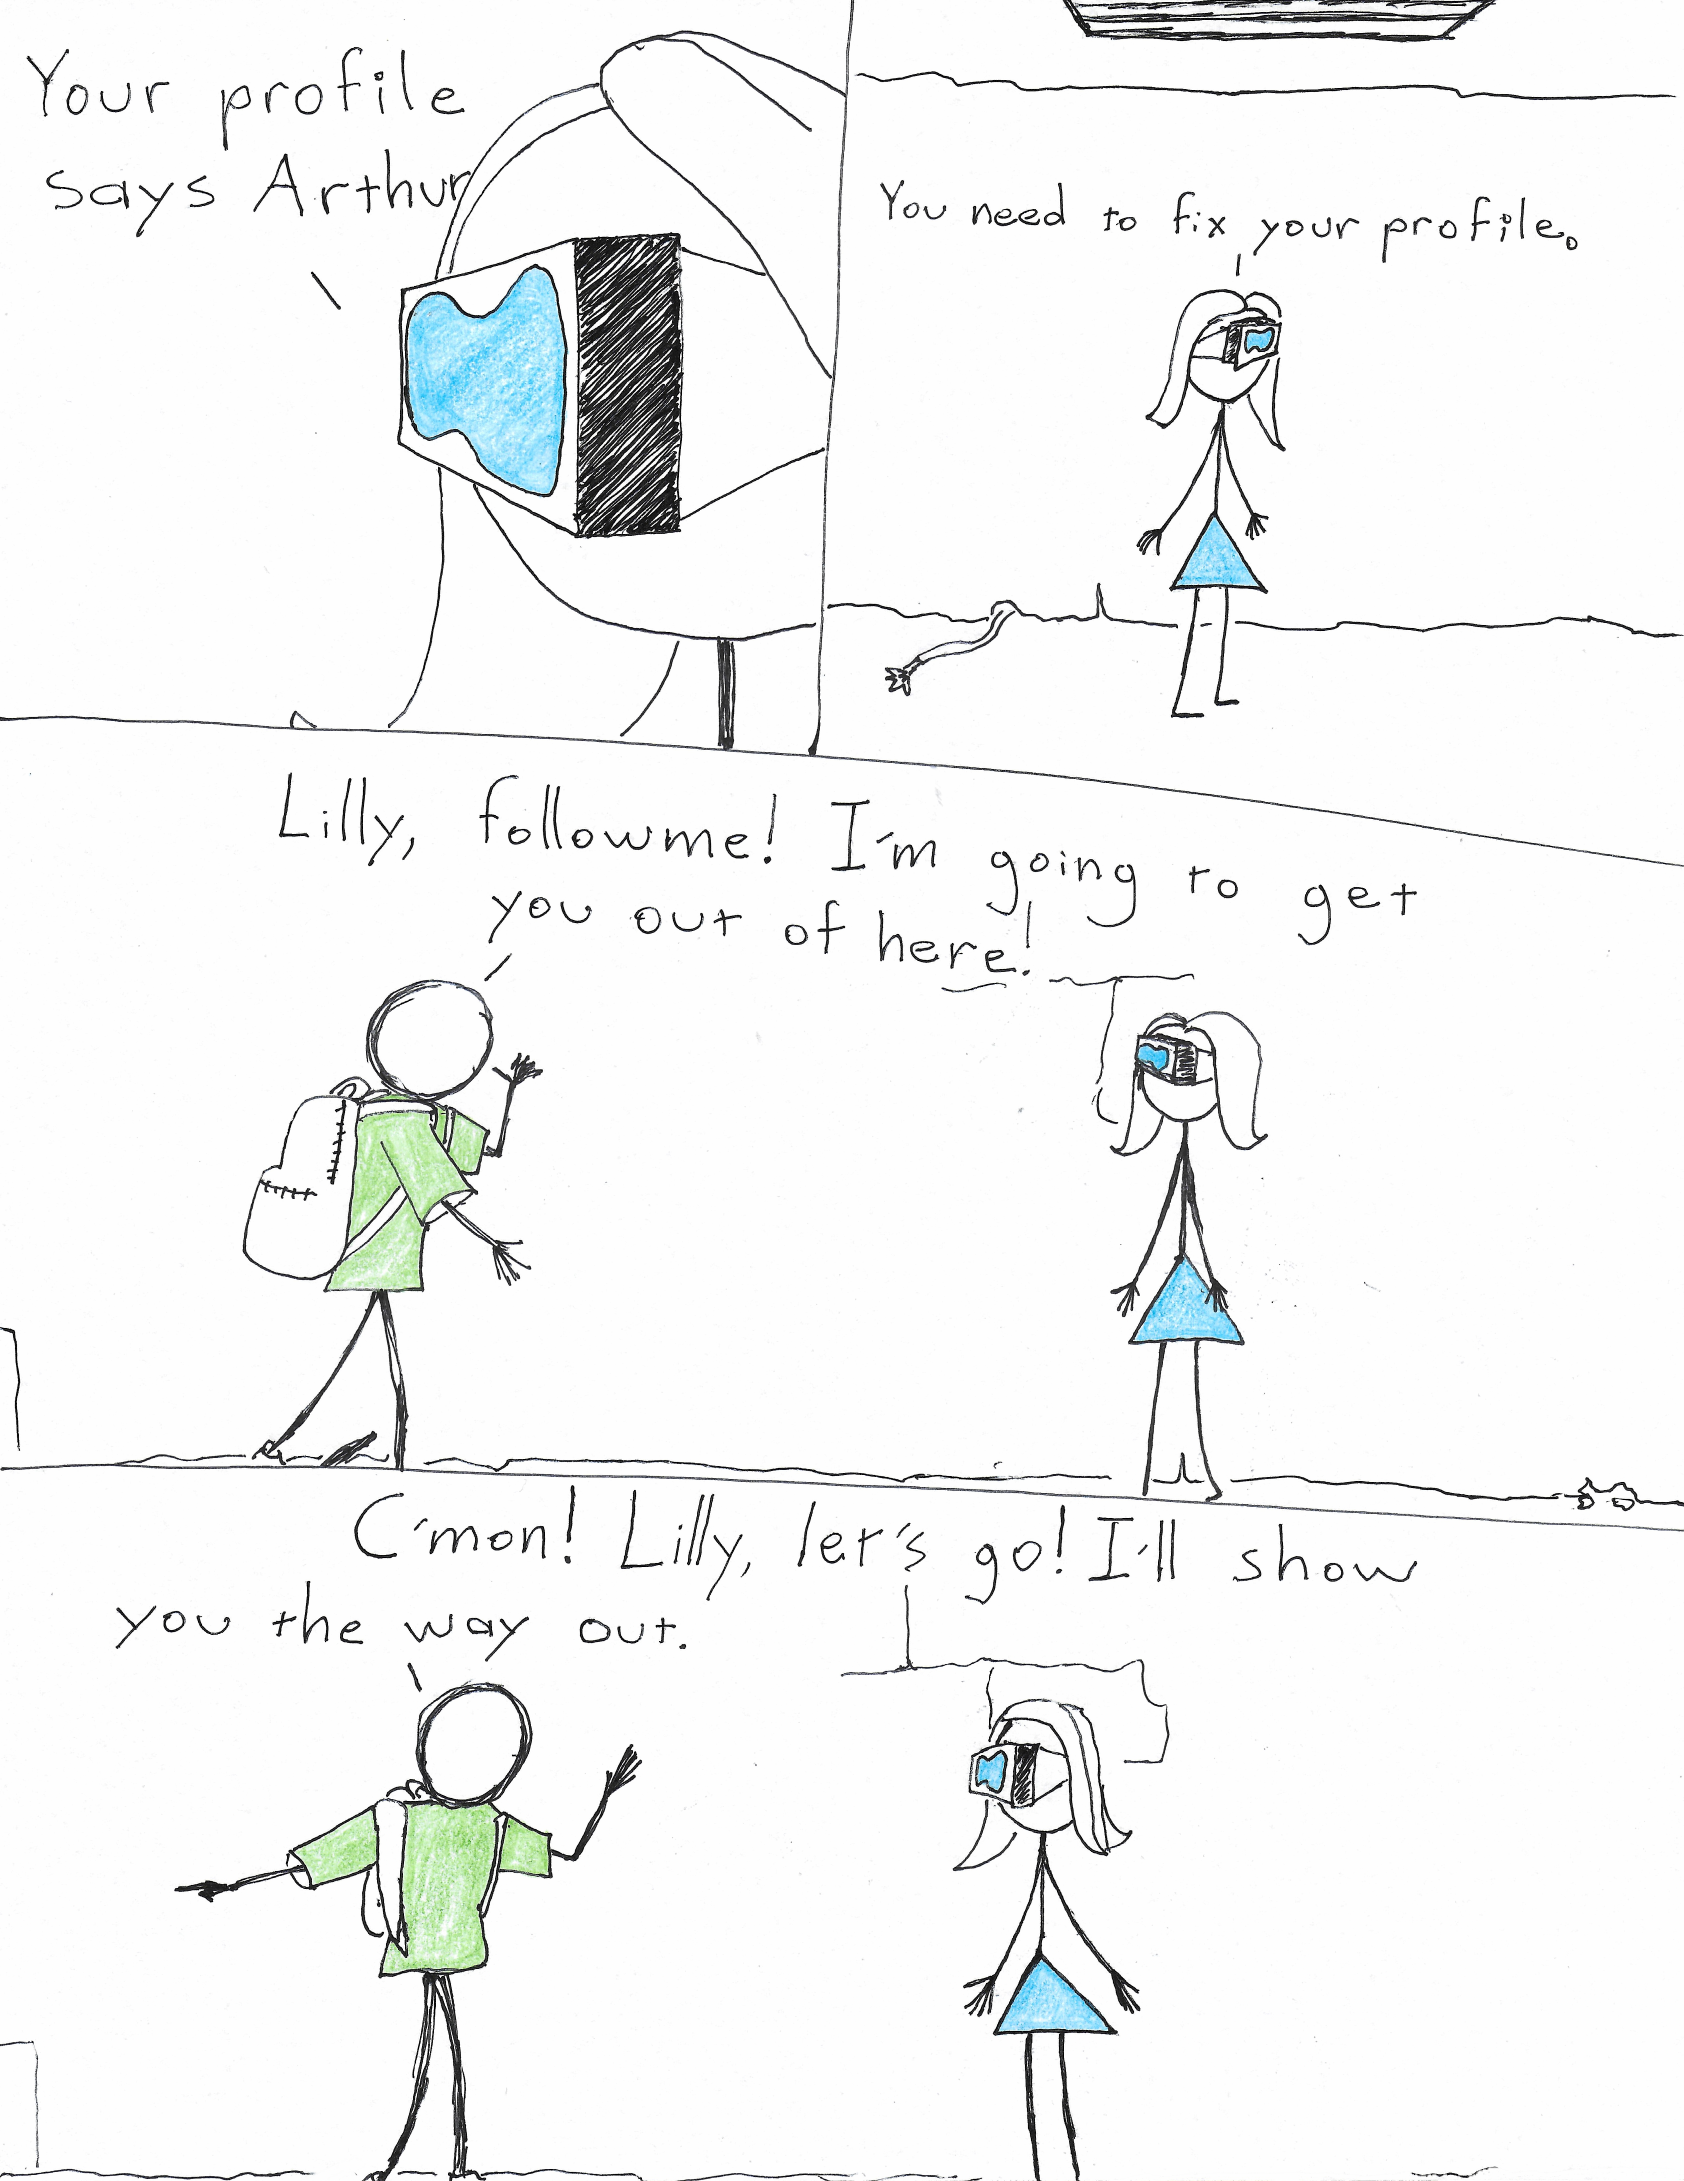 Your profile
says Arthur
You need to fix your profile.
Lilly, followme! I'm going to get
you out of here!
C'mon! Lilly, let's go! I'll show
you the way out.